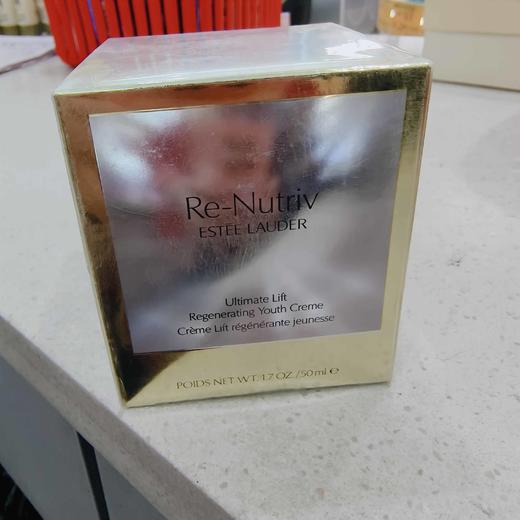 Re-Nutriv
ESTEE LAUDER
Ultimate Lift
Regenerating Youth Creme
Crème Lift régénérante jeunesse
POIDS NET WT. 1.7 OZ./50 ml ℮